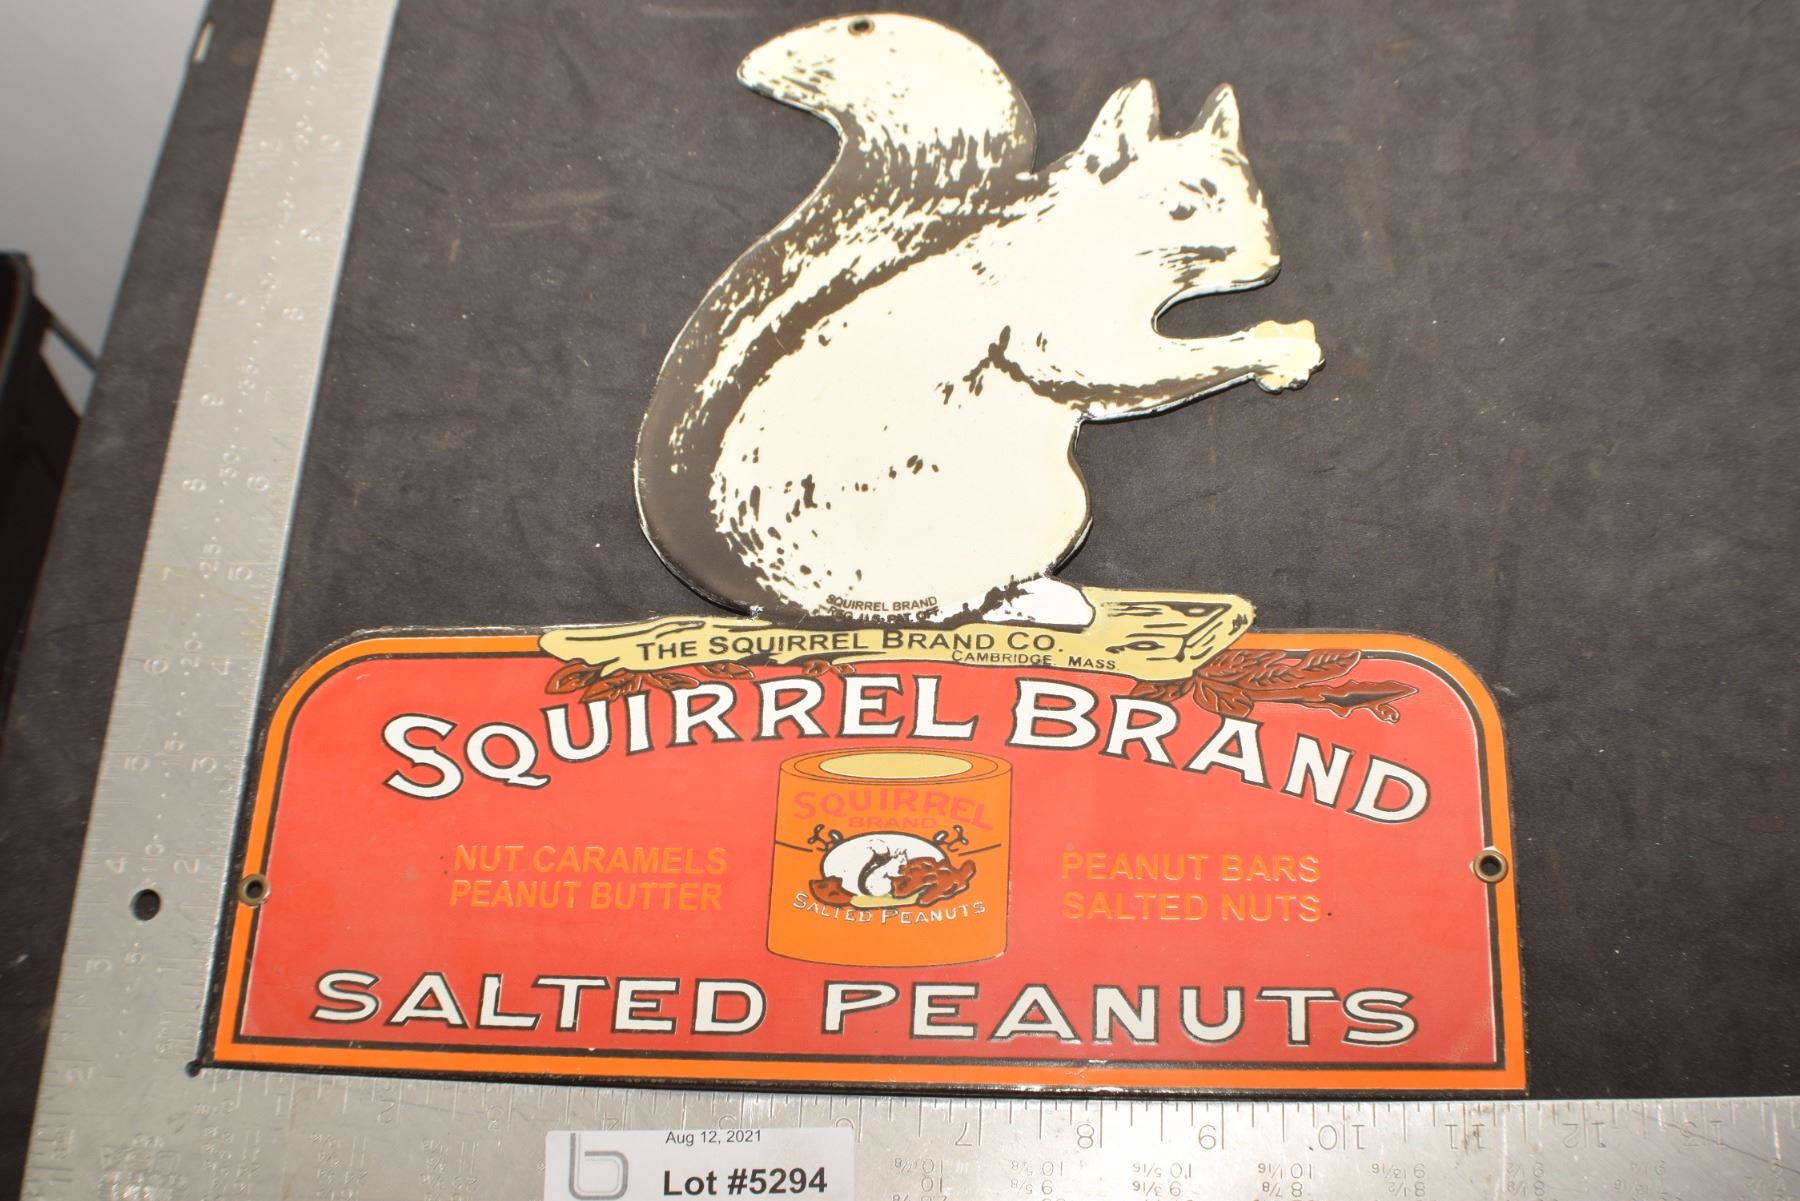 SQUIRREL BRAND
REG. U.S. PAT. OFF.
THE SQUIRREL BRAND CO.
CAMBRIDGE, MASS.
SQUIRREL BRAND
SQUIRREL
BRAND
SALTED PEANUTS
NUT CARAMELS
PEANUT BUTTER
PEANUT BARS
SALTED NUTS
SALTED PEANUTS
Aug 12, 2021
Lot #5294